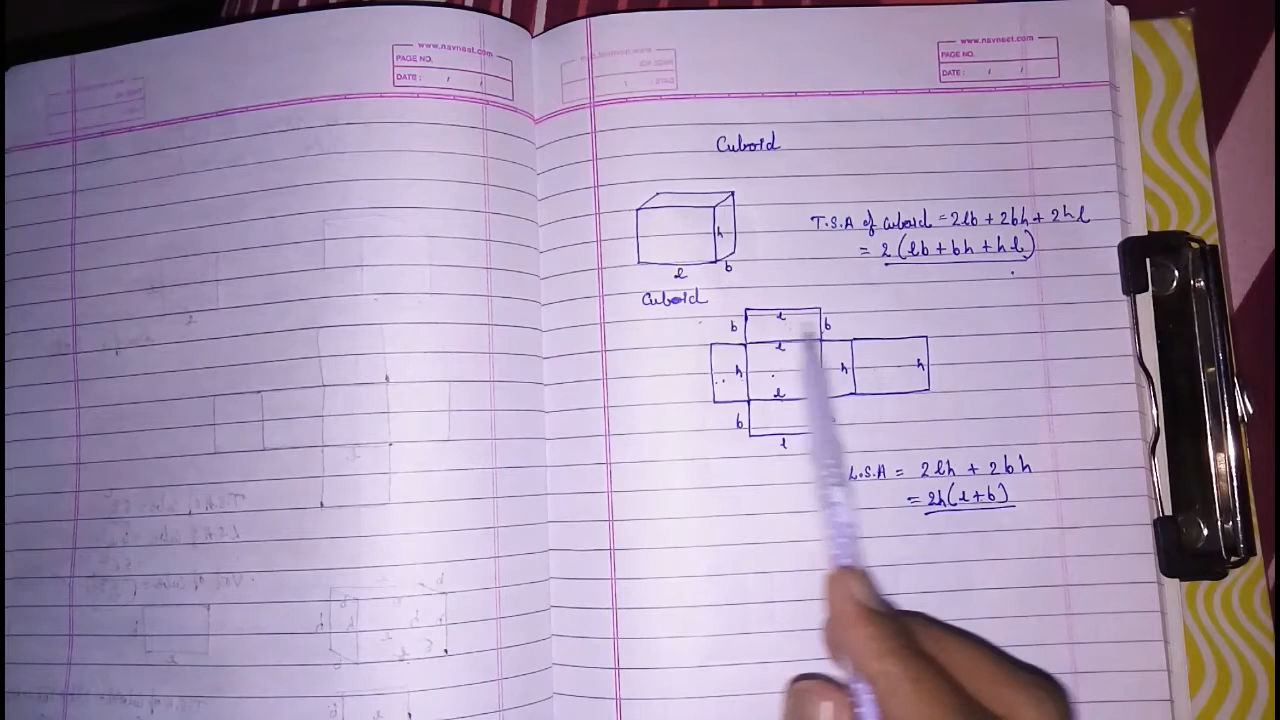 www.navneet.com
PAGE NO.
DATE : / /
www.navneet.com
PAGE NO.
DATE : / /
Cuboid
h
l
b
T.S.A of cuboid = 2lb + 2bh + 2hl
= 2 (lb + bh + hl)
Cuboid
b l b
l
h h h
l
b
l
L.S.A = 2lh + 2bh
= 2h(l+b)